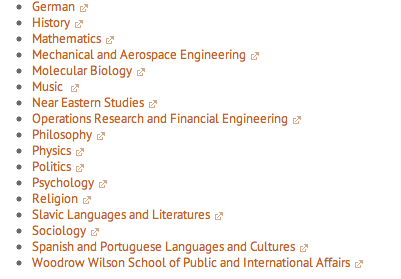 German
History
Mathematics
Mechanical and Aerospace Engineering
Molecular Biology
Music
Near Eastern Studies
Operations Research and Financial Engineering
Philosophy
Physics
Politics
Psychology
Religion
Slavic Languages and Literatures
Sociology
Spanish and Portuguese Languages and Cultures
Woodrow Wilson School of Public and International Affairs